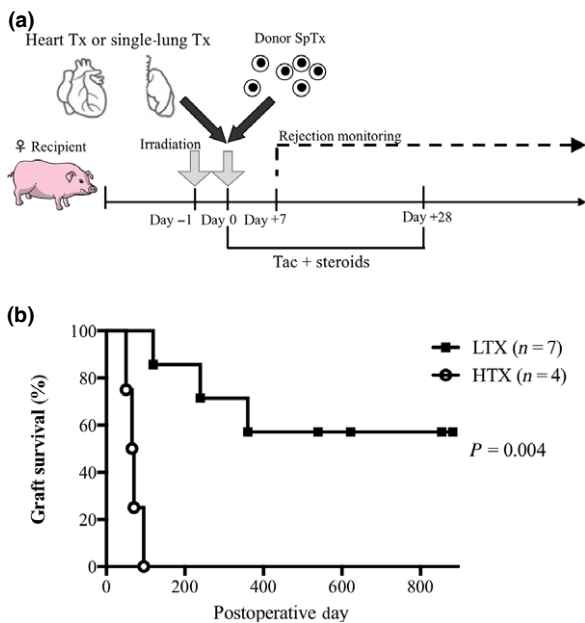 (a)
Heart Tx or single-lung Tx
Donor SpTx
♀ Recipient
Irradiation
Rejection monitoring
Day −1
Day 0
Day +7
Day +28
Tac + steroids
(b)
100
80
60
40
20
0
Graft survival (%)
0
200
400
600
800
Postoperative day
LTX (n = 7)
HTX (n = 4)
P = 0.004